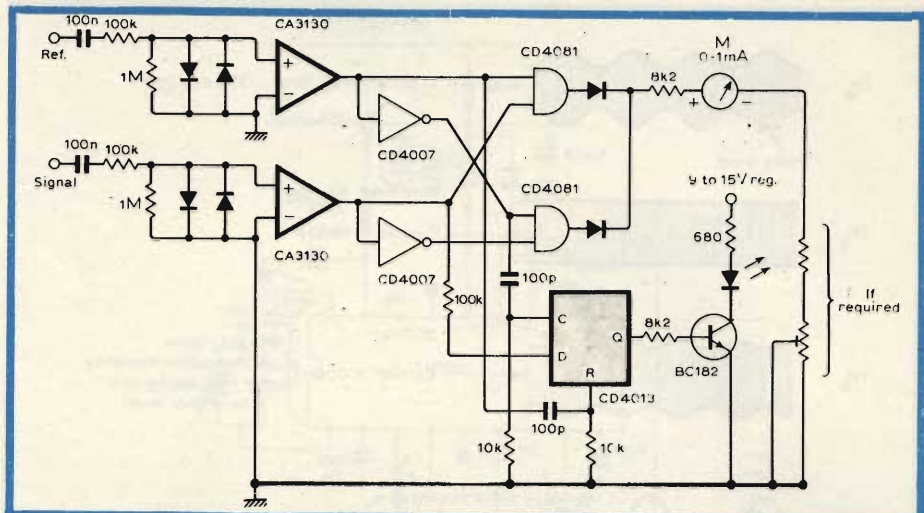 100n 100k
Ref.
1M
CA3130
CD4007
CD4081
8k2
M
0-1mA
+ −
100n 100k
Signal
1M
CA3130
CD4007
CD4081
9 to 15V reg.
680
100k
100p
C
D
Q
R
CD4013
8k2
BC182
If
required
100p
10k
10k